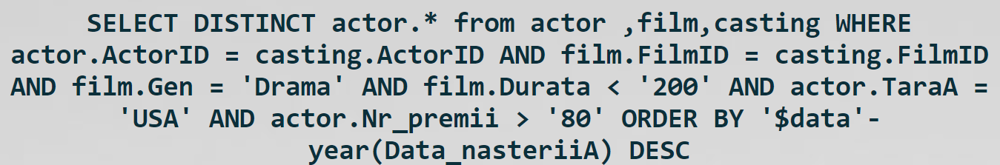 SELECT DISTINCT actor.* from actor ,film,casting WHERE
actor.ActorID = casting.ActorID AND film.FilmID = casting.FilmID
AND film.Gen = 'Drama' AND film.Durata < '200' AND actor.TaraA =
'USA' AND actor.Nr_premii > '80' ORDER BY '$data'-
year(Data_nasteriiA) DESC